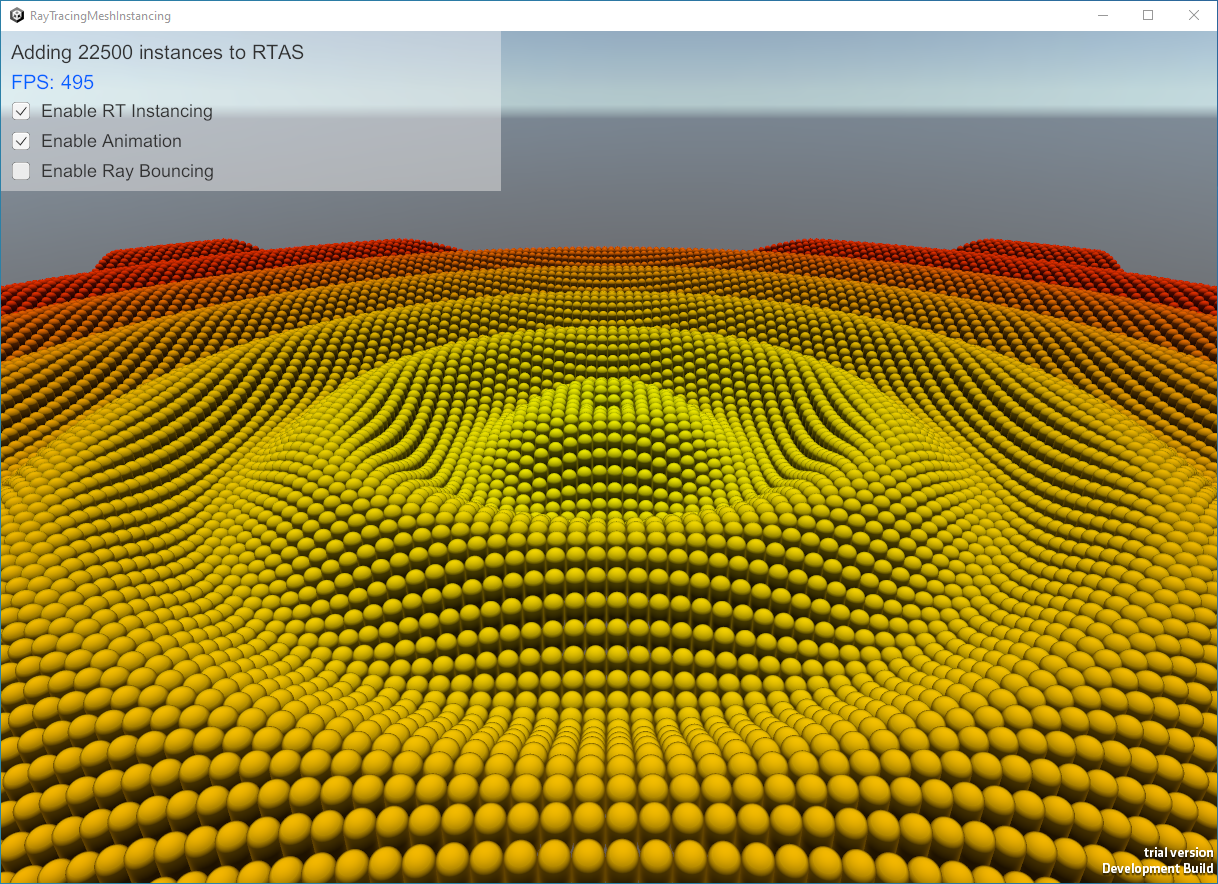 RayTracingMeshInstancing
Adding 22500 instances to RTAS
FPS: 495
Enable RT Instancing
Enable Animation
Enable Ray Bouncing
trial version
Development Build